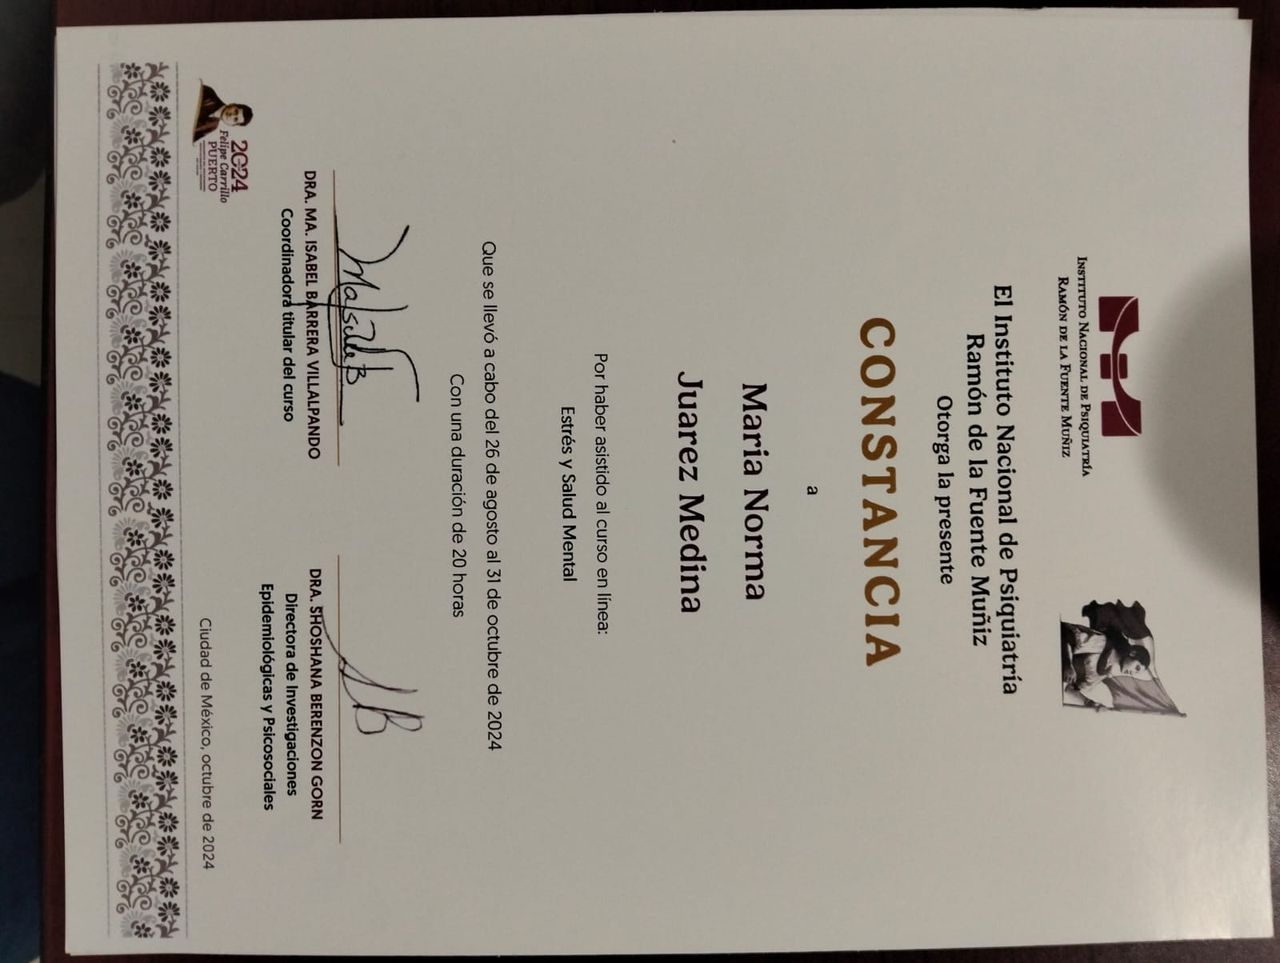 INSTITUTO NACIONAL DE PSIQUIATRÍA
RAMÓN DE LA FUENTE MUÑIZ
El Instituto Nacional de Psiquiatría
Ramón de la Fuente Muñiz
Otorga la presente
CONSTANCIA
a
Maria Norma
Juarez Medina
Por haber asistido al curso en línea:
Estrés y Salud Mental
Que se llevó a cabo del 26 de agosto al 31 de octubre de 2024
Con una duración de 20 horas
DRA. MA. ISABEL BARRERA VILLALPANDO
Coordinadora titular del curso
DRA. SHOSHANA BERENZON GORN
Directora de Investigaciones
Epidemiológicas y Psicosociales
2024
Felipe Carrillo
PUERTO
Ciudad de México, octubre de 2024